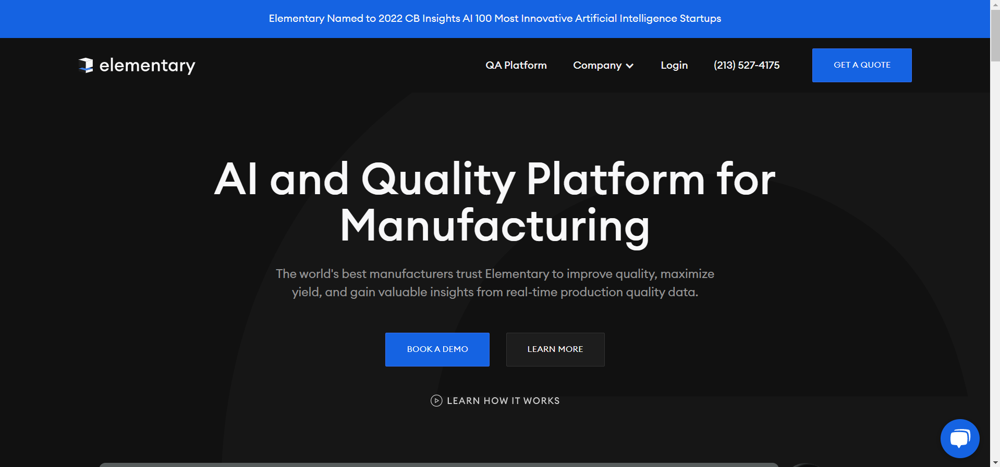 Elementary Named to 2022 CB Insights AI 100 Most Innovative Artificial Intelligence Startups
elementary
QA Platform
Company
Login
(213) 527-4175
GET A QUOTE
AI and Quality Platform for
Manufacturing
The world's best manufacturers trust Elementary to improve quality, maximize
yield, and gain valuable insights from real-time production quality data.
BOOK A DEMO
LEARN MORE
LEARN HOW IT WORKS